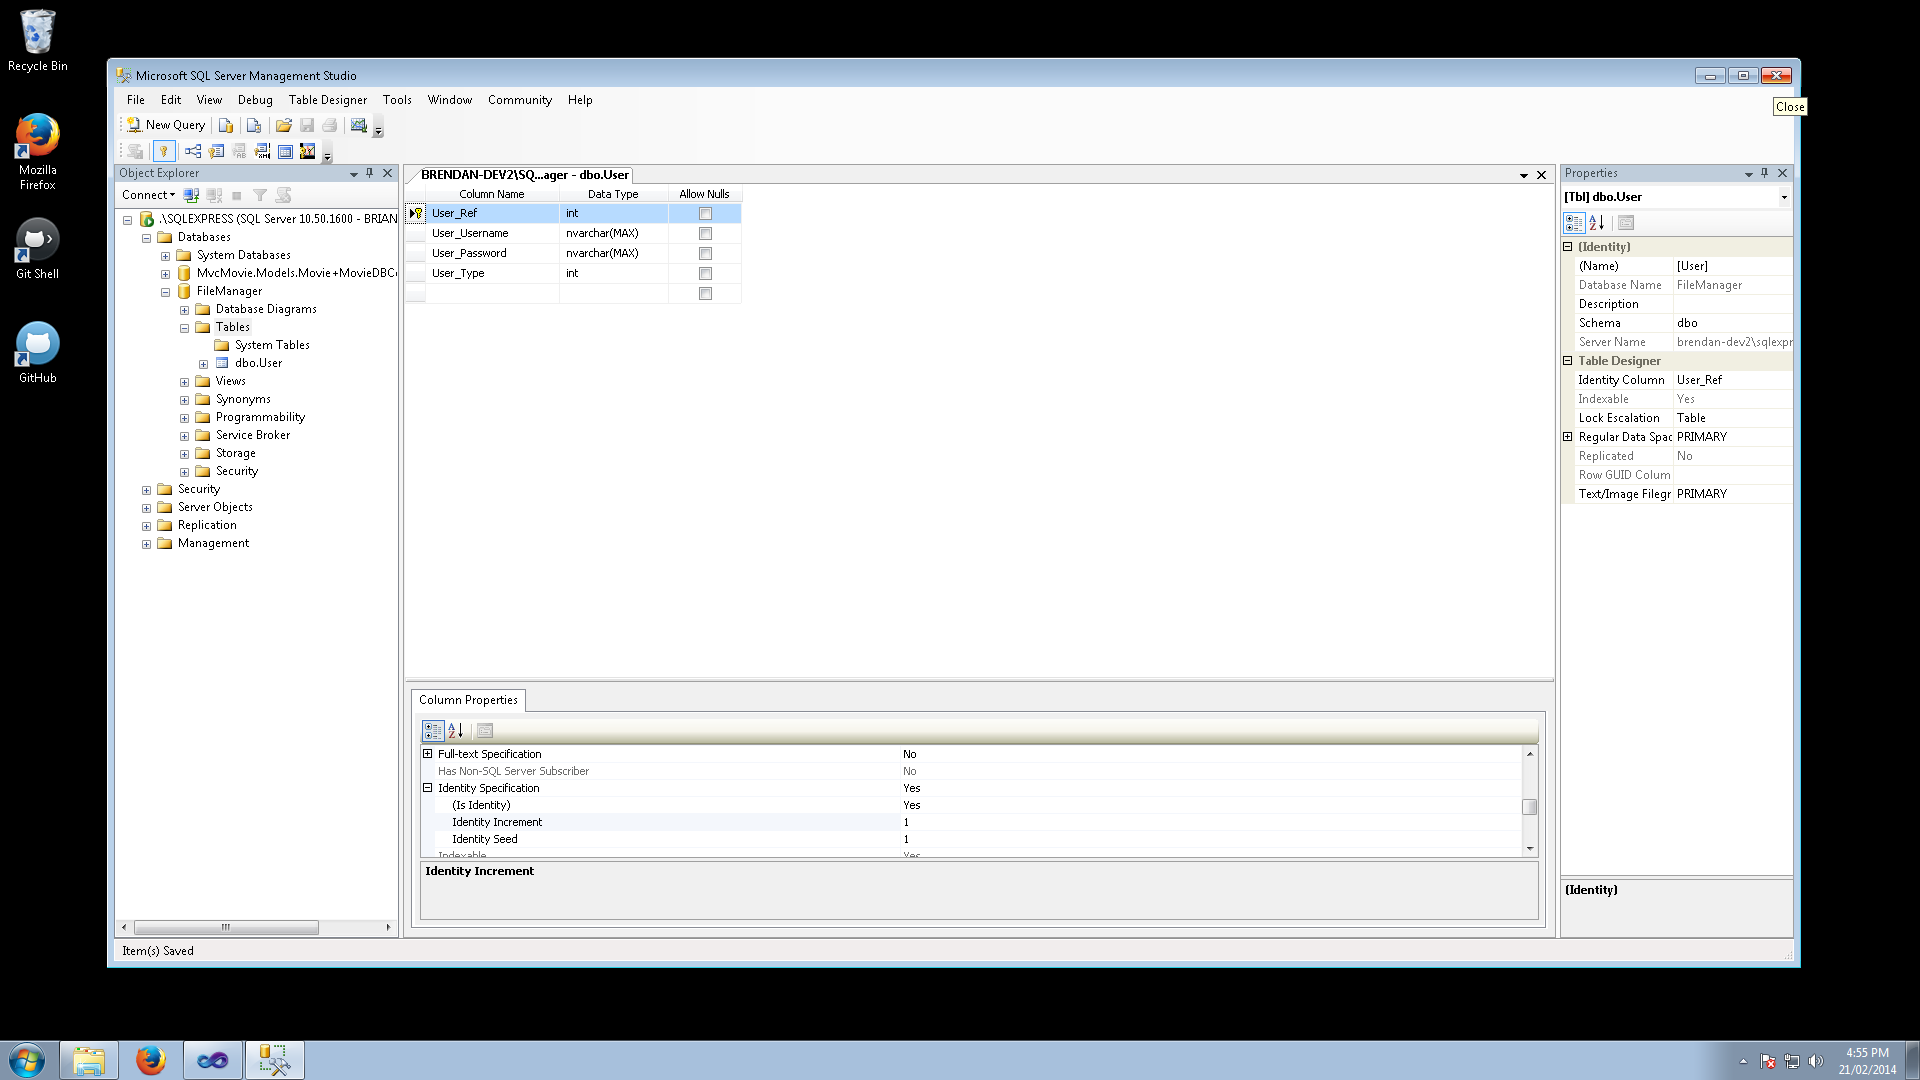 Recycle Bin
Mozilla
Firefox
Git Shell
GitHub
Microsoft SQL Server Management Studio
Close
File Edit View Debug Table Designer Tools Window Community Help
New Query
Object Explorer
Connect
.\SQLEXPRESS (SQL Server 10.50.1600 - BRIAN
Databases
System Databases
MvcMovie.Models.Movie+MovieDBC
FileManager
Database Diagrams
Tables
System Tables
dbo.User
Views
Synonyms
Programmability
Service Broker
Storage
Security
Security
Server Objects
Replication
Management
BRENDAN-DEV2\SQ...ager - dbo.User
Column Name Data Type Allow Nulls
User_Ref int
User_Username nvarchar(MAX)
User_Password nvarchar(MAX)
User_Type int
Column Properties
Full-text Specification No
Has Non-SQL Server Subscriber No
Identity Specification Yes
(Is Identity) Yes
Identity Increment 1
Identity Seed 1
Indexable Yes
Identity Increment
Properties
[Tbl] dbo.User
(Identity)
(Name) [User]
Database Name FileManager
Description
Schema dbo
Server Name brendan-dev2\sqlexpr
Table Designer
Identity Column User_Ref
Indexable Yes
Lock Escalation Table
Regular Data Spac PRIMARY
Replicated No
Row GUID Colum
Text/Image Filegr PRIMARY
(Identity)
Item(s) Saved
4:55 PM
21/02/2014